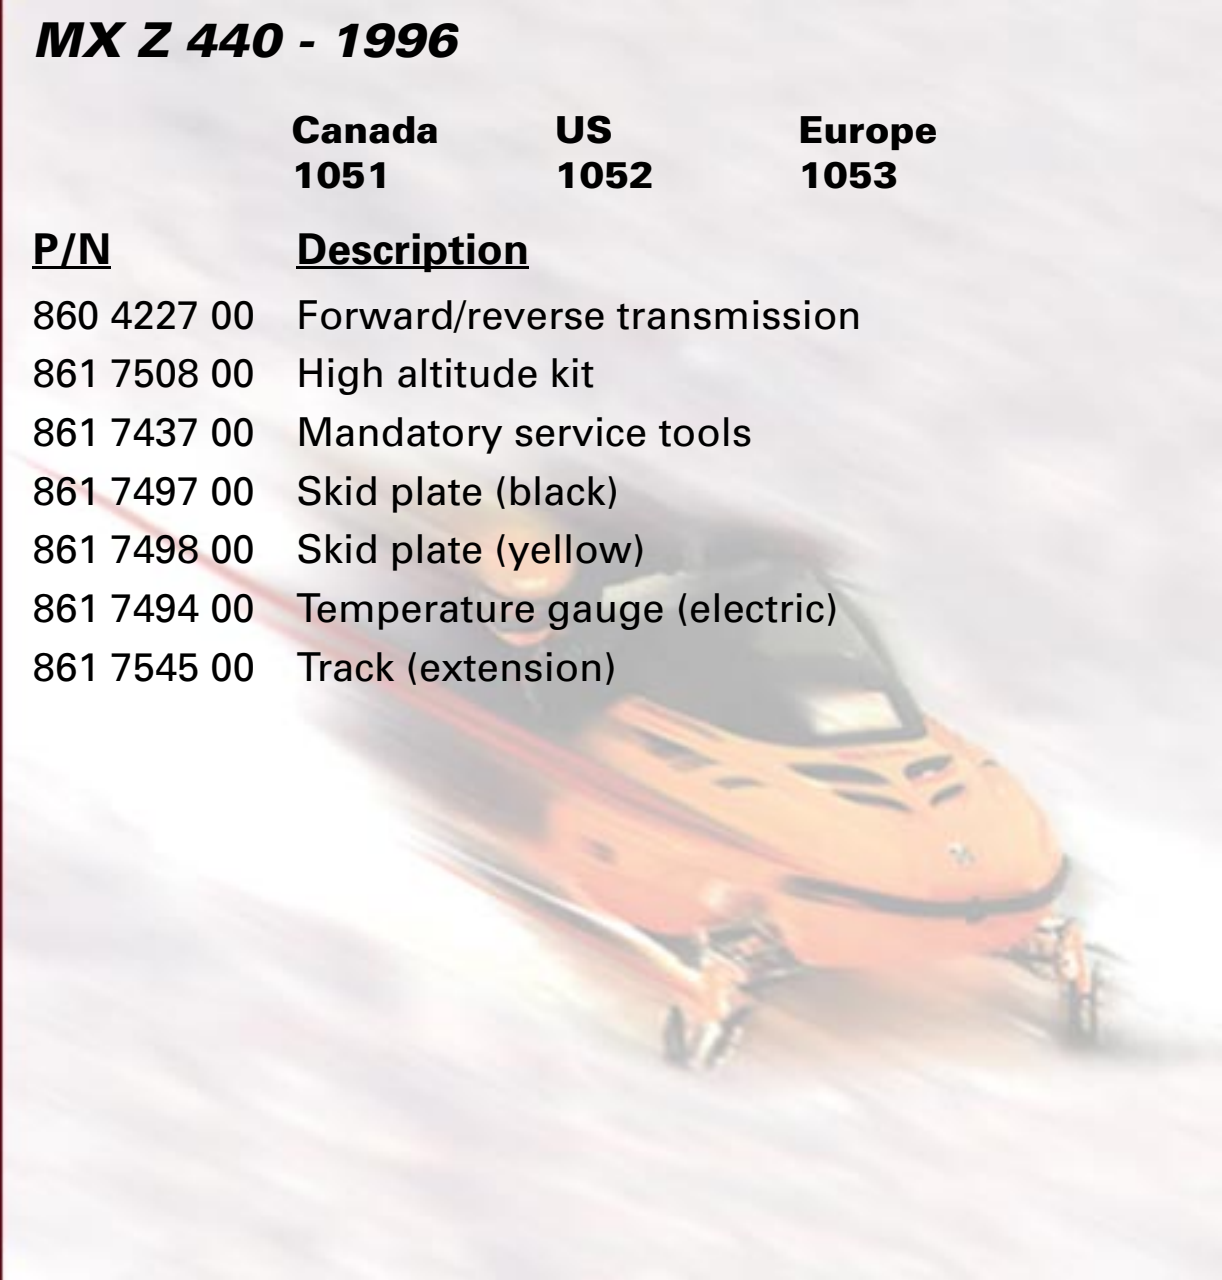 MX Z 440 - 1996
Canada US Europe
1051 1052 1053
P/N Description
860 4227 00 Forward/reverse transmission
861 7508 00 High altitude kit
861 7437 00 Mandatory service tools
861 7497 00 Skid plate (black)
861 7498 00 Skid plate (yellow)
861 7494 00 Temperature gauge (electric)
861 7545 00 Track (extension)